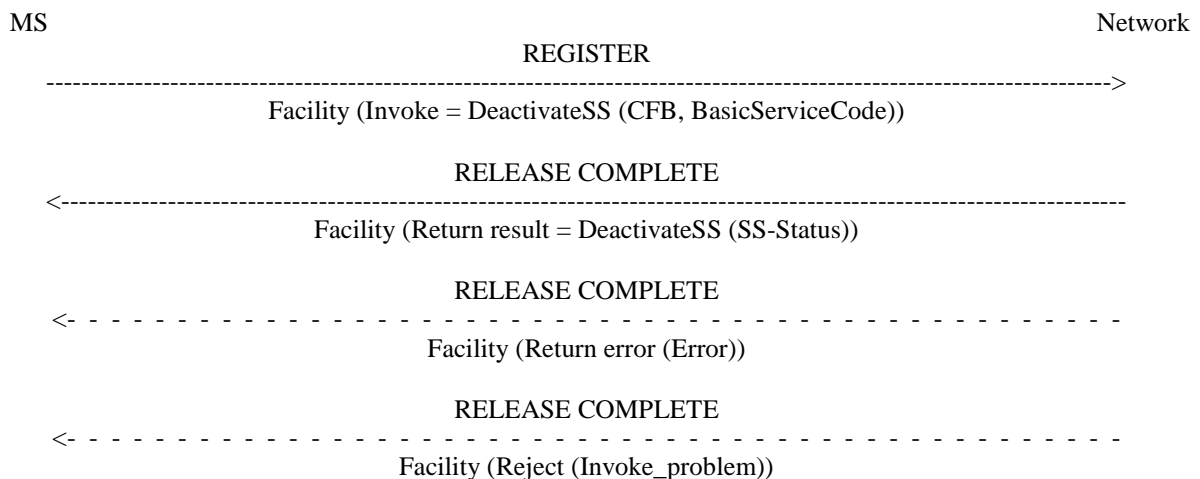 MS Network
REGISTER
------------------------------------------------------------------------------------------------------------------------>
Facility (Invoke = DeactivateSS (CFB, BasicServiceCode))
RELEASE COMPLETE
<------------------------------------------------------------------------------------------------------------------------
Facility (Return result = DeactivateSS (SS-Status))
RELEASE COMPLETE
<- - - - - - - - - - - - - - - - - - - - - - - - - - - - - - - - - - - - - - - - - - - - - -
Facility (Return error (Error))
RELEASE COMPLETE
<- - - - - - - - - - - - - - - - - - - - - - - - - - - - - - - - - - - - - - - - - - - - - -
Facility (Reject (Invoke_problem))